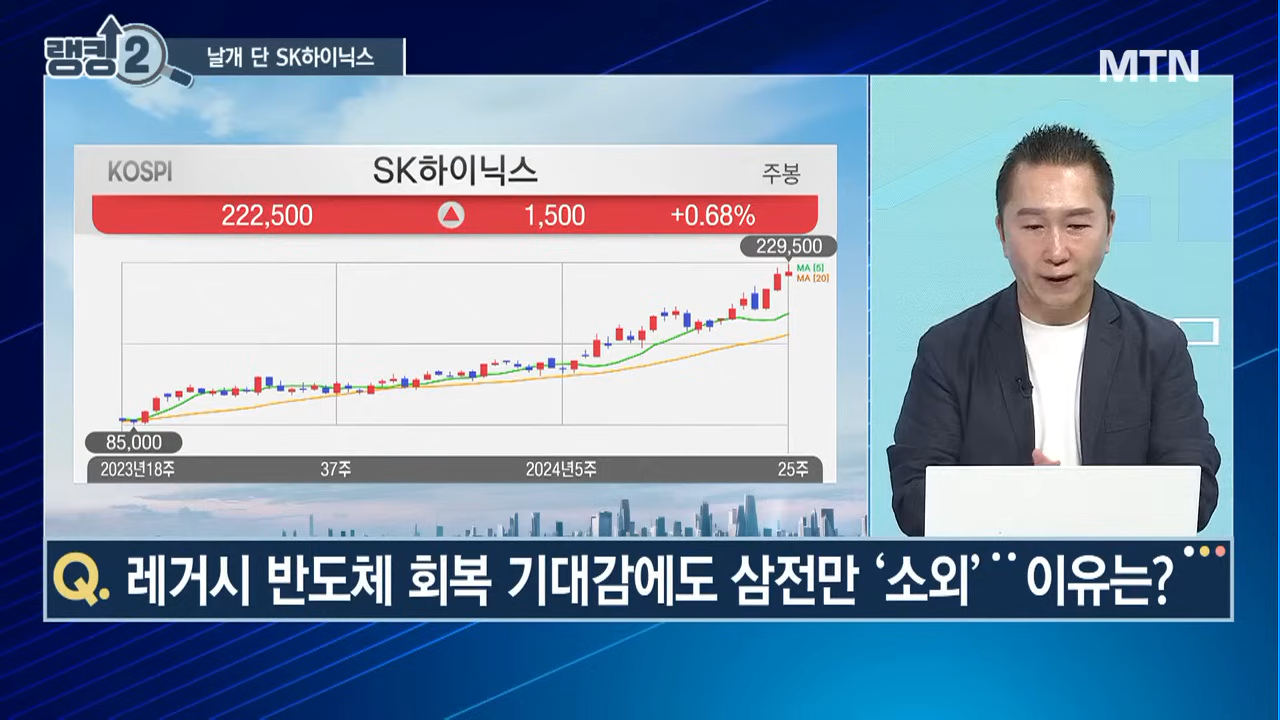 랭킹2
날개 단 SK하이닉스
MTN
KOSPI
SK하이닉스
주봉
222,500
1,500
+0.68%
229,500
MA [5]
MA [20]
85,000
2023년18주
37주
2024년5주
25주
Q. 레거시 반도체 회복 기대감에도 삼전만 ‘소외’¨ 이유는?